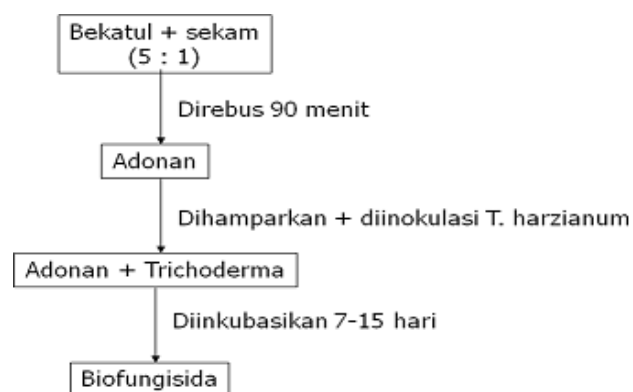 Bekatul + sekam
(5 : 1)
Direbus 90 menit
Adonan
Dihamparkan + diinokulasi T. harzianum
Adonan + Trichoderma
Diinkubasikan 7-15 hari
Biofungisida